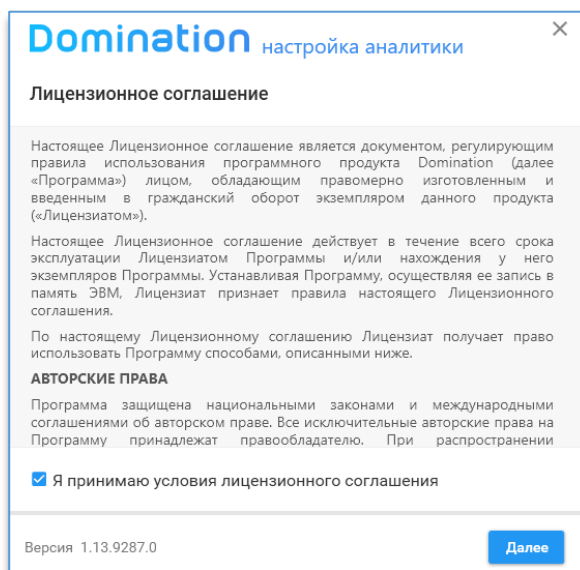 Domination настройка аналитики
Лицензионное соглашение
Настоящее Лицензионное соглашение является документом, регулирующим
правила использования программного продукта Domination (далее
«Программа») лицом, обладающим правомерно изготовленным и
введенным в гражданский оборот экземпляром данного продукта
(«Лицензиатом»).
Настоящее Лицензионное соглашение действует в течение всего срока
эксплуатации Лицензиатом Программы и/или нахождения у него
экземпляров Программы. Устанавливая Программу, осуществляя ее запись в
память ЭВМ, Лицензиат признает правила настоящего Лицензионного
соглашения.
По настоящему Лицензионному соглашению Лицензиат получает право
использовать Программу способами, описанными ниже.
АВТОРСКИЕ ПРАВА
Программа защищена национальными законами и международными
соглашениями об авторском праве. Все исключительные авторские права на
Программу принадлежат правообладателю. При распространении
Я принимаю условия лицензионного соглашения
Версия 1.13.9287.0
Далее